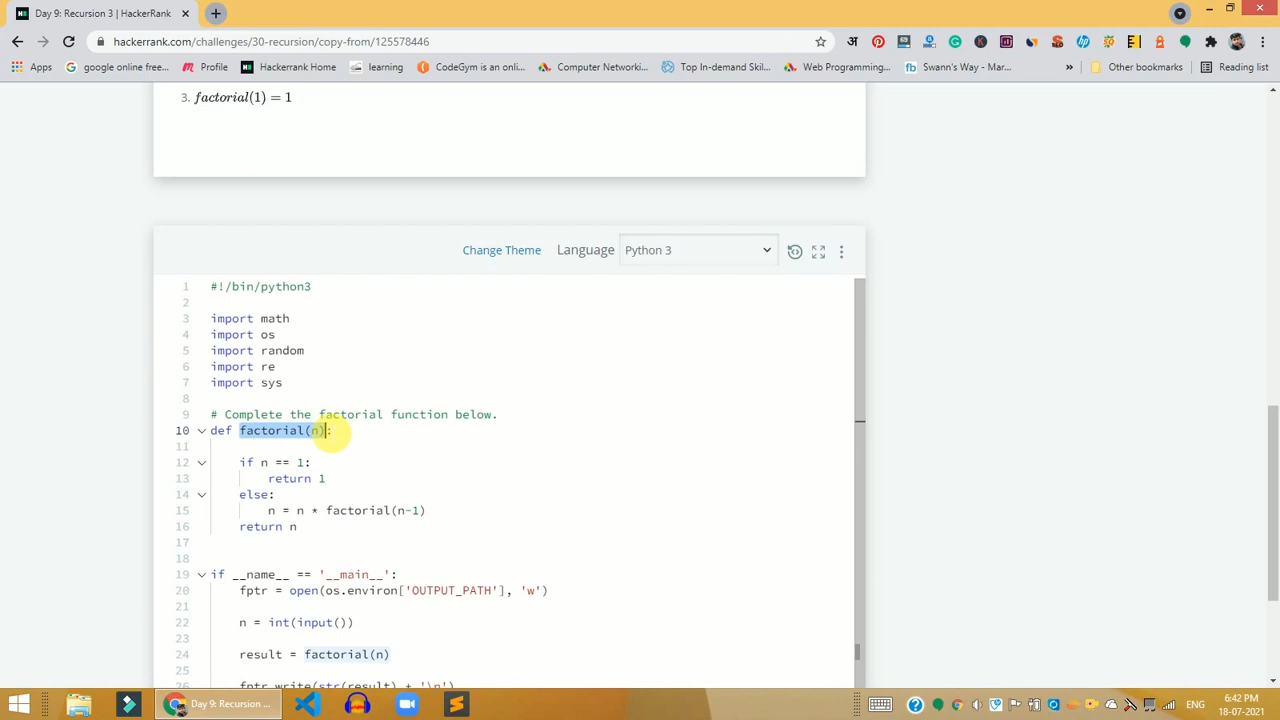 Day 9: Recursion 3 | HackerRank
hackerrank.com/challenges/30-recursion/copy-from/125578446
Apps
google online free...
Profile
Hackerrank Home
learning
CodeGym is an onli...
Computer Networki...
Top In-demand Skil...
Web Programming...
fb Swann's Way - Mar...
»
Other bookmarks
Reading list
3. factorial(1) = 1
Change Theme Language Python 3
1 #!/bin/python3
2
3 import math
4 import os
5 import random
6 import re
7 import sys
8
9 # Complete the factorial function below.
10 def factorial(n):
11
12 if n == 1:
13 return 1
14 else:
15 n = n * factorial(n-1)
16 return n
17
18
19 if __name__ == '__main__':
20 fptr = open(os.environ['OUTPUT_PATH'], 'w')
21
22 n = int(input())
23
24 result = factorial(n)
25
26 fptr.write(str(result) + '\n')
Day 9: Recursion ...
ENG
6:42 PM
18-07-2021